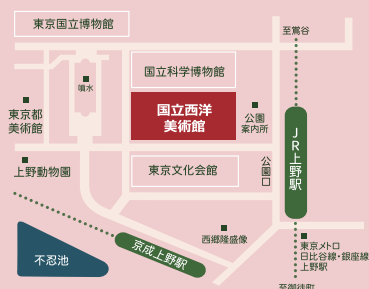 東京国立博物館
至鶯谷
国立科学博物館
噴水
国立西洋
美術館
東京都
美術館
公園
案内所
JR上野駅
上野動物園
東京文化会館
公園口
西郷隆盛像
京成上野駅
不忍池
東京メトロ
日比谷線・銀座線
上野駅
至御徒町